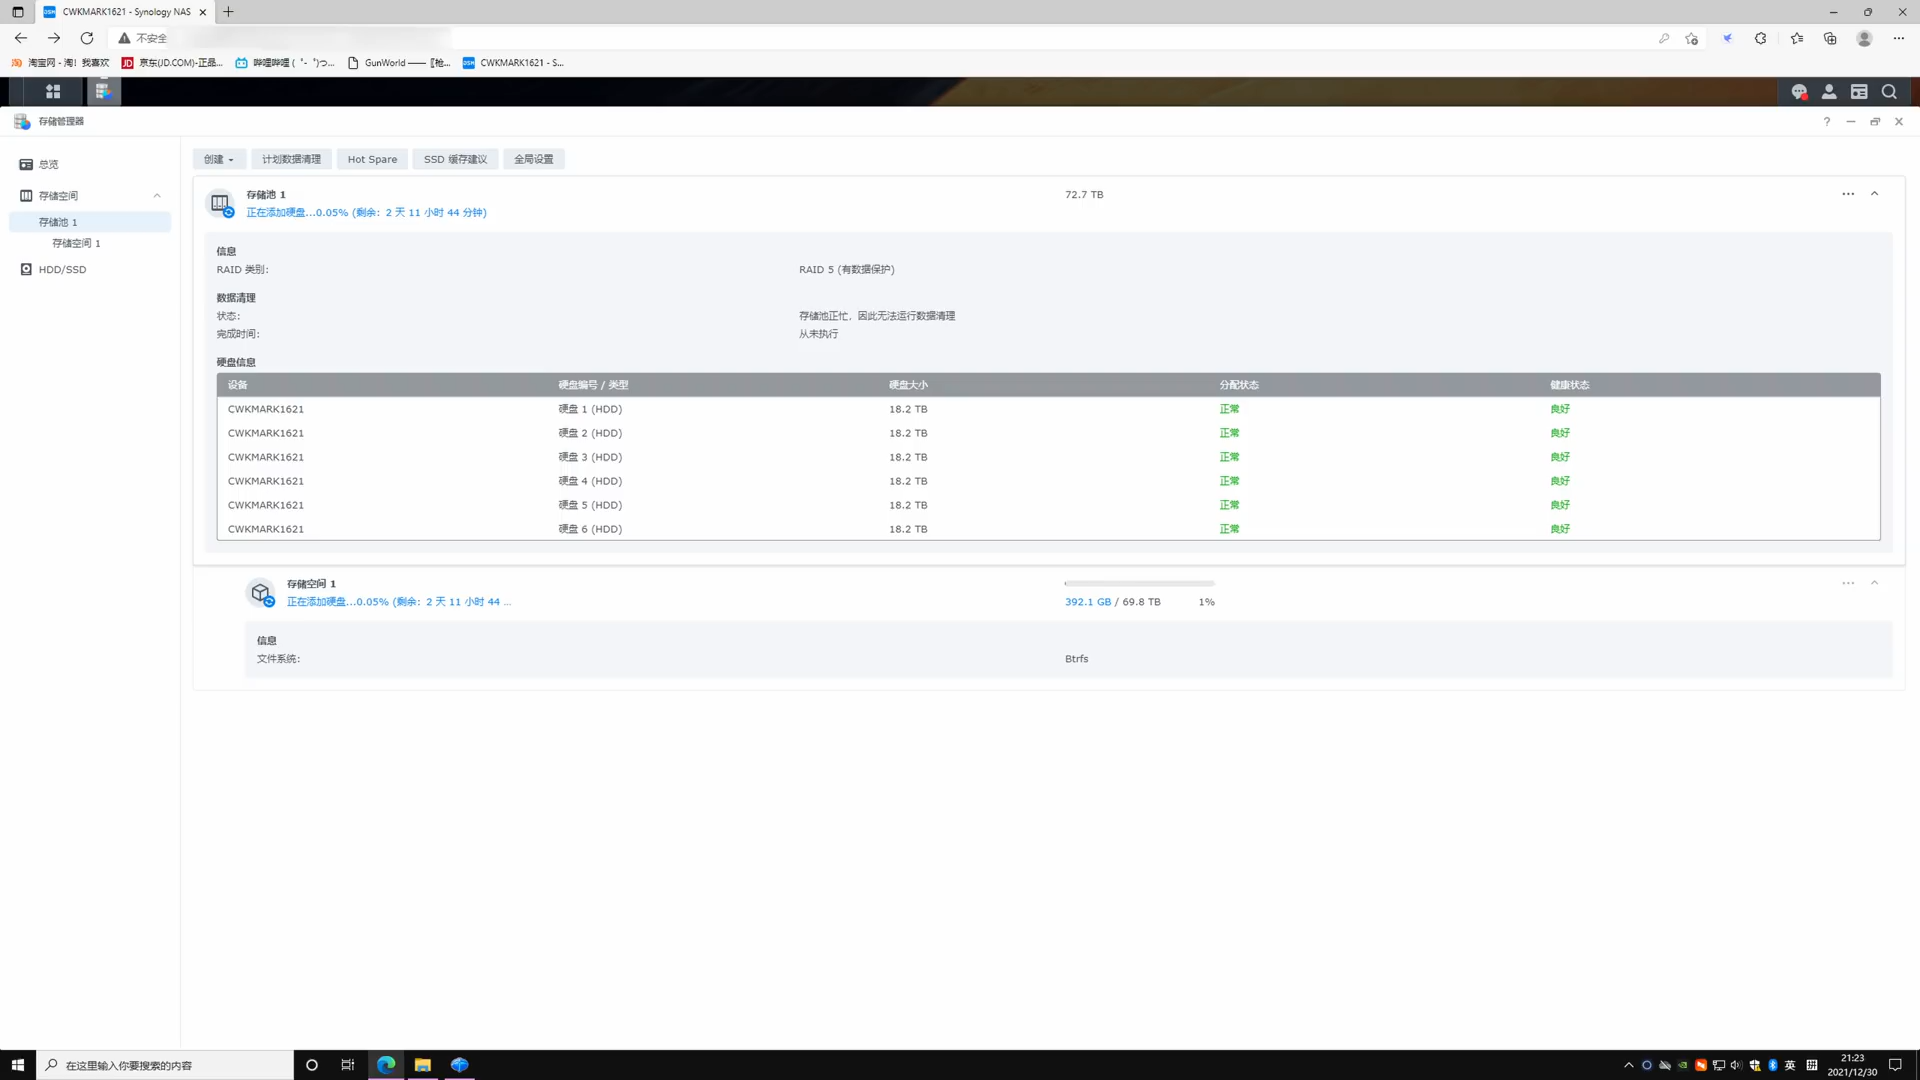 CWKMARK1621 - Synology NAS
不安全
淘宝网 - 淘！我喜欢
京东(JD.COM)-正品...
哔哩哔哩 ( ゜- ゜)つ...
GunWorld ——〖枪...
CWKMARK1621 - S...
存储管理器
总览
存储空间
存储池 1
存储空间 1
HDD/SSD
创建
计划数据清理
Hot Spare
SSD 缓存建议
全局设置
存储池 1
72.7 TB
正在添加硬盘...0.05% (剩余：2 天 11 小时 44 分钟)
信息
RAID 类别:
RAID 5 (有数据保护)
数据清理
状态:
存储池正忙，因此无法运行数据清理
完成时间:
从未执行
硬盘信息
设备 硬盘编号 / 类型 硬盘大小 分配状态 健康状态
CWKMARK1621 硬盘 1 (HDD) 18.2 TB 正常 良好
CWKMARK1621 硬盘 2 (HDD) 18.2 TB 正常 良好
CWKMARK1621 硬盘 3 (HDD) 18.2 TB 正常 良好
CWKMARK1621 硬盘 4 (HDD) 18.2 TB 正常 良好
CWKMARK1621 硬盘 5 (HDD) 18.2 TB 正常 良好
CWKMARK1621 硬盘 6 (HDD) 18.2 TB 正常 良好
存储空间 1
正在添加硬盘...0.05% (剩余：2 天 11 小时 44 ...
392.1 GB / 69.8 TB 1%
信息
文件系统:
Btrfs
在这里输入你要搜索的内容
英
21:23
2021/12/30